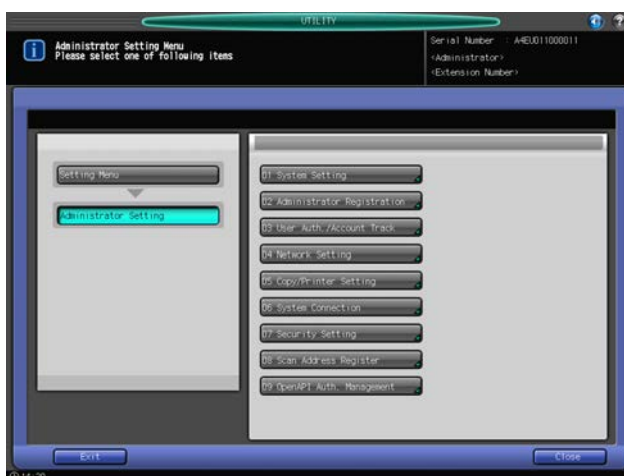 UTILITY
Administrator Setting Menu
Please select one of following items
Serial Number : A4EU011000011
<Administrator>
<Extension Number>
Setting Menu
Administrator Setting
01 System Setting
02 Administrator Registration
03 User Auth./Account Track
04 Network Setting
05 Copy/Printer Setting
06 System Connection
07 Security Setting
08 Scan Address Register
09 OpenAPI Auth. Management
Exit
Close